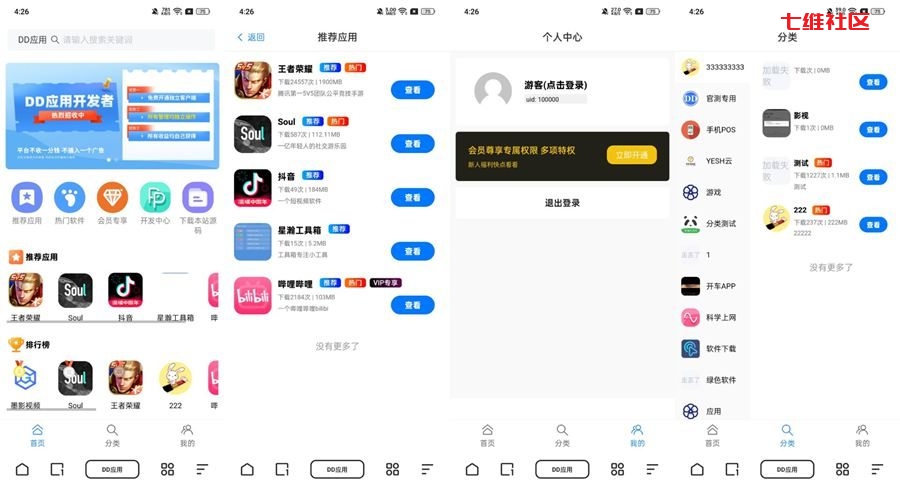 4:26
DD应用
请输入搜索关键词
DD应用开发者
热烈招收中
平台不收一分钱 不插入一个广告
免费开通独立客户端
所有管理均独立操作
所有收益均自己获得
推荐应用
热门软件
会员专享
开发中心
下载本站源码
推荐应用
王者荣耀
Soul
抖音
星瀚工具箱
排行榜
墨影视频
Soul
王者荣耀
222
首页
分类
我的
DD应用
4:26
返回
推荐应用
王者荣耀 推荐 热门
下载24557次 | 1900MB
腾讯第一5V5团队公平竞技手游
查看
Soul 推荐 热门
下载587次 | 112.11MB
一亿年轻人的社交游乐园
查看
抖音 推荐
下载49次 | 184MB
一个短视频软件
查看
星瀚工具箱 推荐
下载15次 | 5.2MB
工具箱专注小工具
查看
哔哩哔哩 推荐 热门 VIP专享
下载2184次 | 103MB
一个哔哩哔哩bilibi
查看
没有更多了
首页
分类
我的
DD应用
4:26
个人中心
游客(点击登录)
uid: 100000
会员尊享专属权限 多项特权
新人福利快点看看
立即开通
退出登录
首页
分类
我的
DD应用
4:26
七维社区
分类
333333333
官测专用
手机POS
YESH云
游戏
分类测试
1
开车APP
科学上网
软件下载
绿色软件
应用
加载失败
下载次 | 0MB
查看
影视
下载1次 | 0MB
查看
加载失败
测试 热门
下载1227次 | 1.1MB
测试
查看
222 热门
下载237次 | 222MB
22222
查看
没有更多了
首页
分类
我的
DD应用